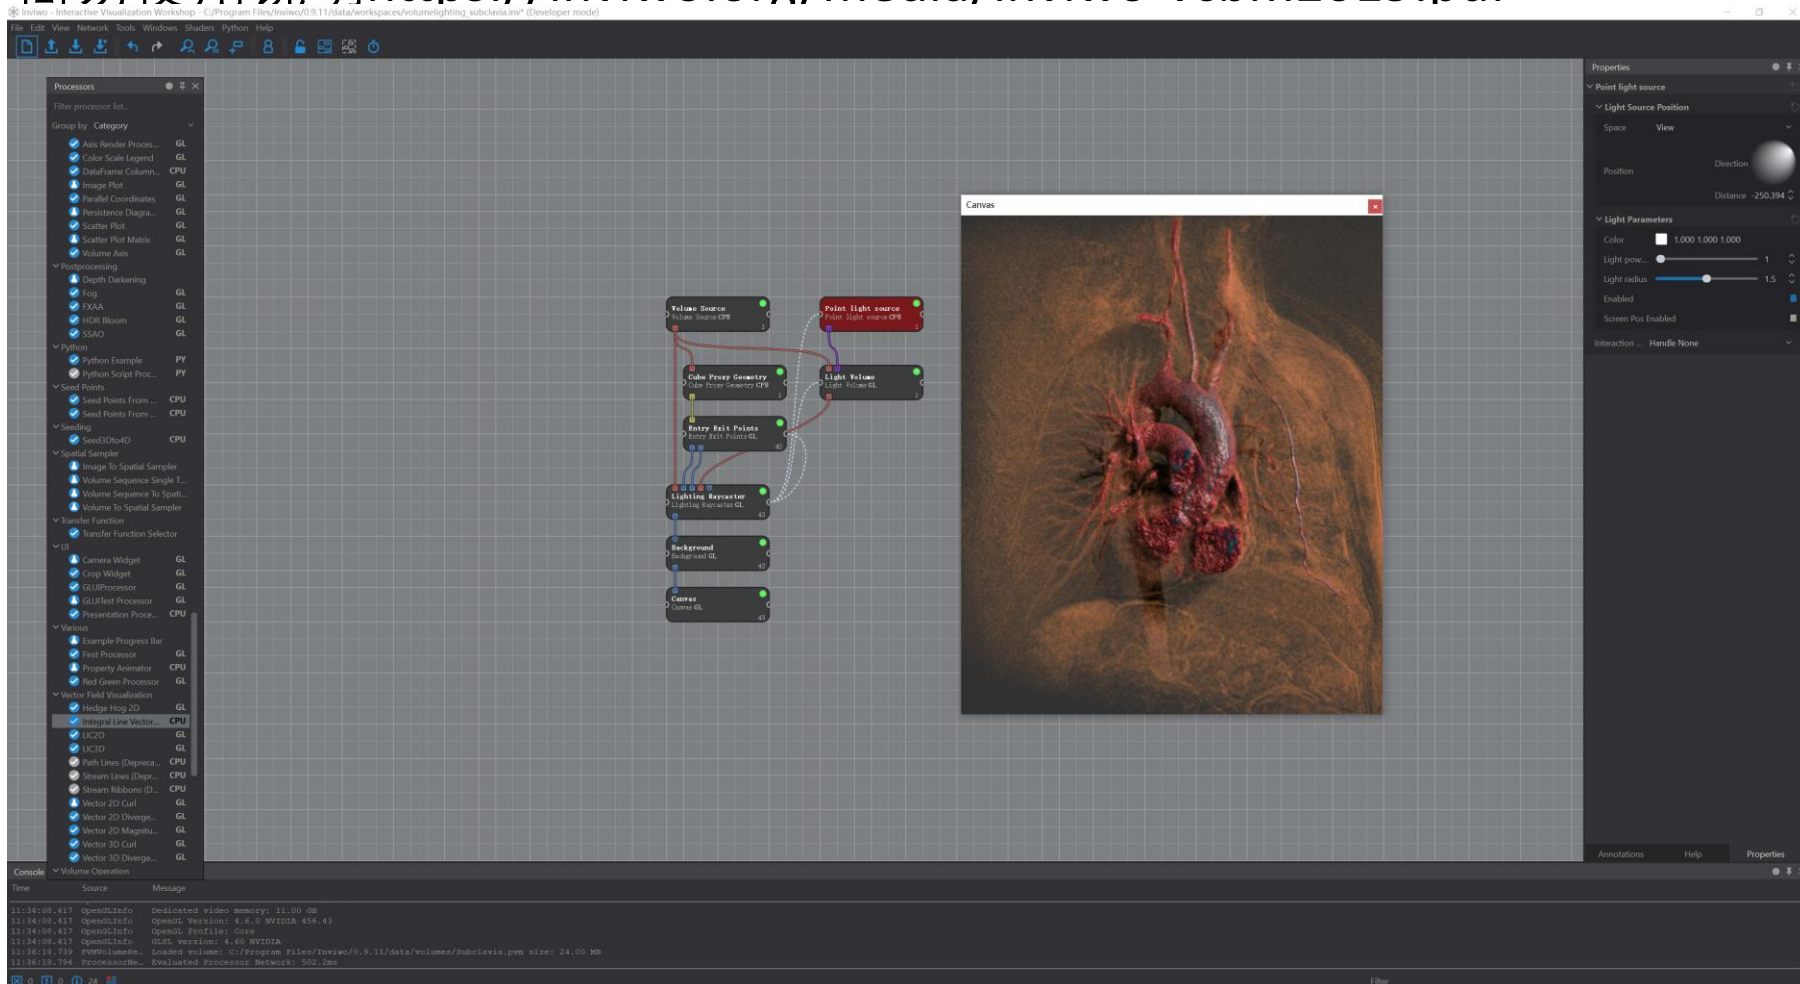 Inviwo - Interactive Visualization Workshop - C:/Program Files/Inviwo/0.9.11/data/workspaces/volumelighting_subclavia.inv* (Developer mode)
File Edit View Network Tools Windows Shaders Python Help
Processors
Filter processor list...
Group by Category
Axis Render Proces... GL
Color Scale Legend GL
DataFrame Column... CPU
Image Plot GL
Parallel Coordinates GL
Persistence Diagra... GL
Scatter Plot GL
Scatter Plot Matrix GL
Volume Axis GL
Postprocessing
Depth Darkening
Fog GL
FXAA GL
HDR Bloom GL
SSAO GL
Python
Python Example PY
Python Script Proc... PY
Seed Points
Seed Points From ... CPU
Seed Points From ... CPU
Seeding
Seed3Dto4D CPU
Spatial Sampler
Image To Spatial Sampler
Volume Sequence Single T...
Volume Sequence To Spati...
Volume To Spatial Sampler
Transfer Function
Transfer Function Selector
UI
Camera Widget GL
Crop Widget GL
GLUIProcessor GL
GLUITest Processor GL
Presentation Proce... CPU
Various
Example Progress Bar
First Processor GL
Property Animator CPU
Red Green Processor GL
Vector Field Visualization
Hedge Hog 2D GL
Integral Line Vector... CPU
LIC2D GL
LIC3D GL
Path Lines (Depreca... CPU
Stream Lines (Depr... CPU
Stream Ribbons (D... CPU
Vector 2D Curl GL
Vector 2D Diverge... GL
Vector 2D Magnitu... GL
Vector 3D Curl GL
Vector 3D Diverge... GL
Volume Operation
Volume Source
Volume Source CPU
1
Point light source
Point light source CPU
1
Cube Proxy Geometry
Cube Proxy Geometry CPU
1
Light Volume
Light Volume GL
1
Entry Exit Points
Entry Exit Points GL
40
Lighting Raycaster
Lighting Raycaster GL
43
Background
Background GL
43
Canvas
Canvas GL
43
Canvas
Properties
Point light source
Light Source Position
Space View
Direction
Position
Distance -250.394
Light Parameters
Color 1.000 1.000 1.000
Light pow... 1
Light radius 1.5
Enabled
Screen Pos Enabled
Interaction ... Handle None
Annotations Help Properties
Console
Time Source Message
11:34:08.417 OpenGLInfo Dedicated video memory: 11.00 GB
11:34:08.417 OpenGLInfo OpenGL Version: 4.6.0 NVIDIA 456.43
11:34:08.417 OpenGLInfo OpenGL Profile: Core
11:34:08.417 OpenGLInfo GLSL version: 4.60 NVIDIA
11:36:18.739 PVMVolumeRe… Loaded volume: C:/Program Files/Inviwo/0.9.11/data/volumes/Subclavia.pvm size: 24.00 MB
11:36:18.794 ProcessorNe… Evaluated Processor Network: 502.2ms
0 0 24
Filter